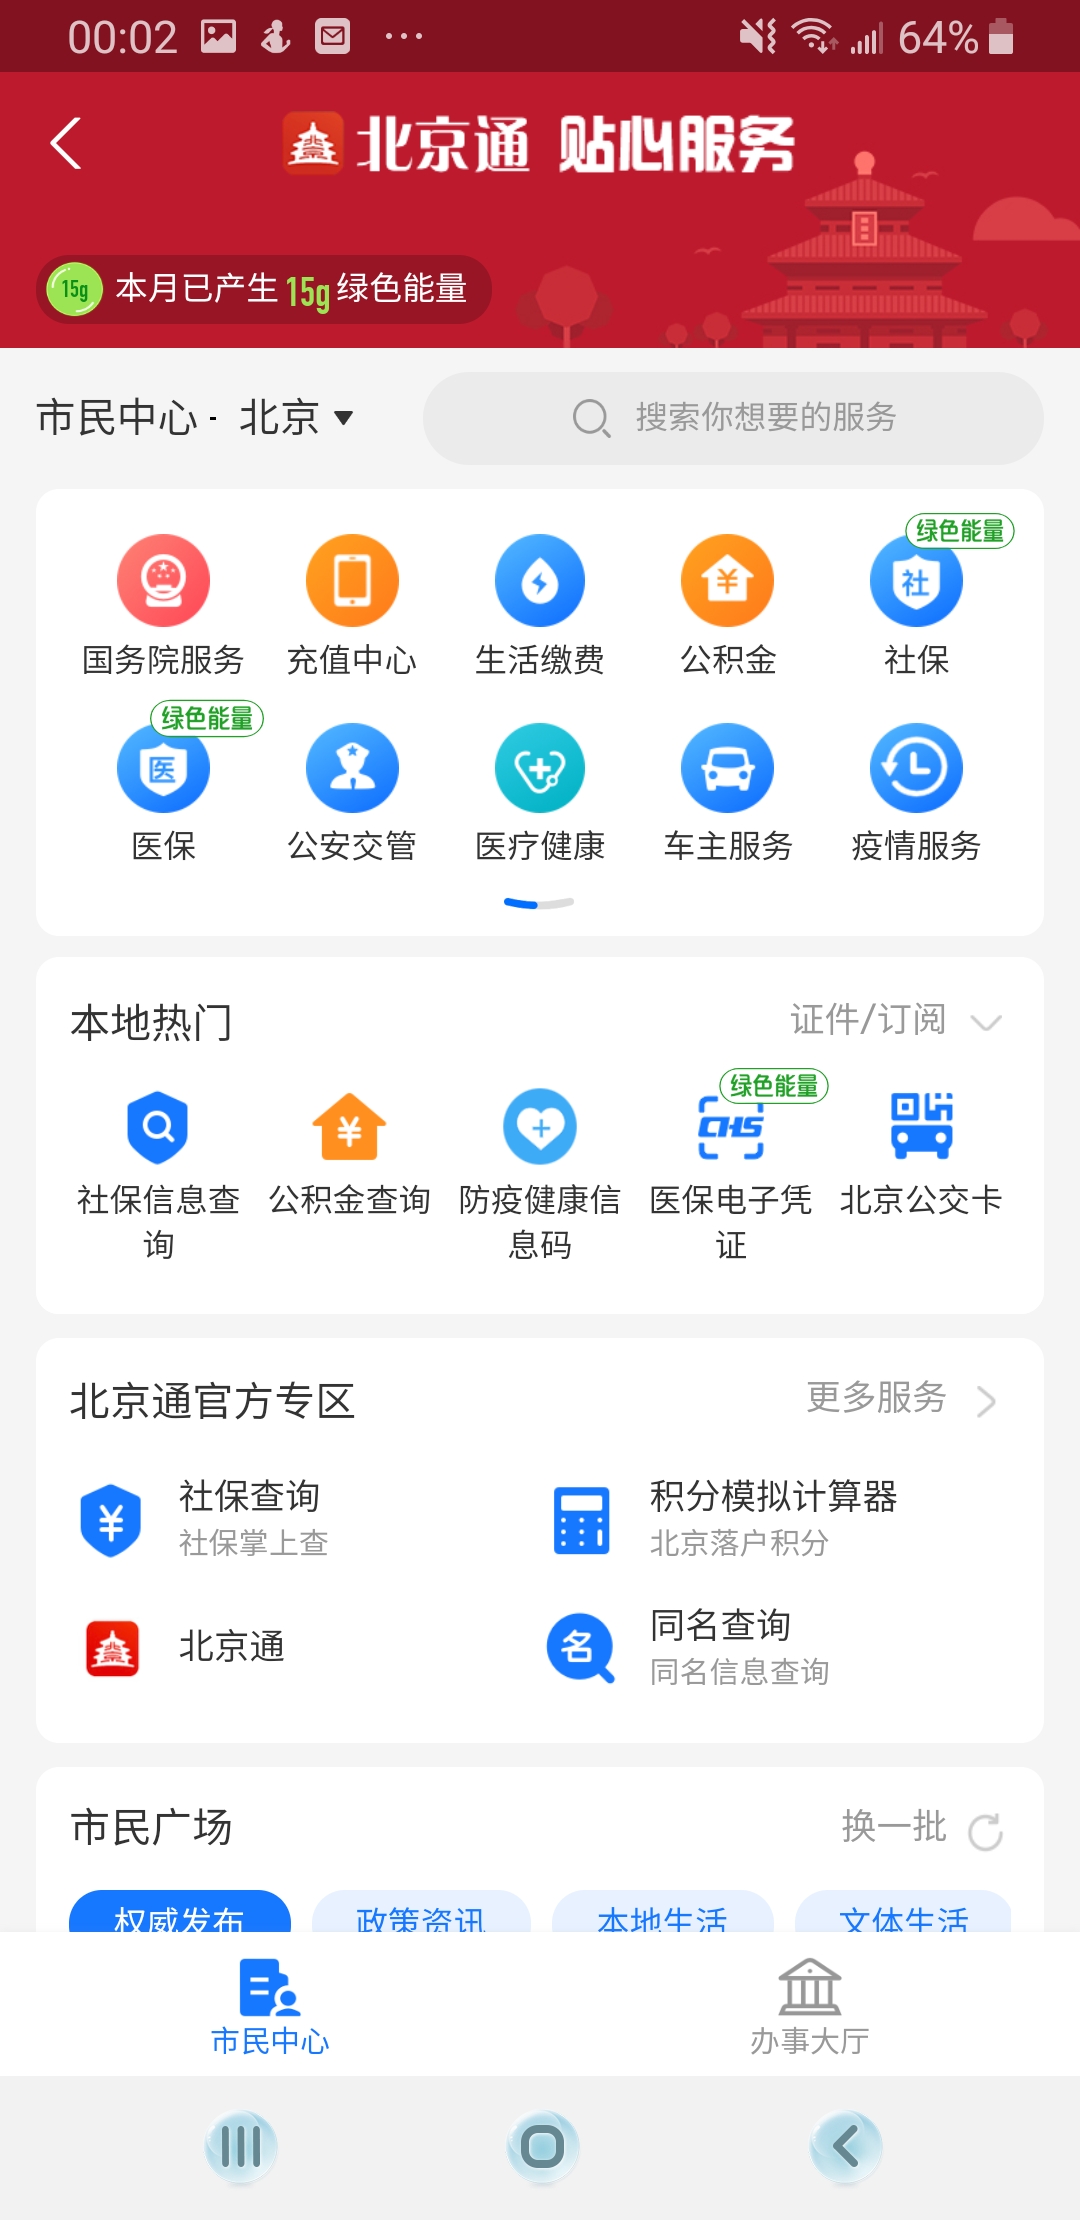 00:02 64%
北京通 贴心服务
15g 本月已产生15g绿色能量
市民中心 · 北京 搜索你想要的服务
绿色能量
社
国务院服务 充值中心 生活缴费 公积金 社保
绿色能量
医
医保 公安交管 医疗健康 车主服务 疫情服务
本地热门 证件/订阅
绿色能量
CHS
社保信息查询 公积金查询 防疫健康信息码 医保电子凭证 北京公交卡
北京通官方专区 更多服务
社保查询 积分模拟计算器
社保掌上查 北京落户积分
北京通 同名查询
名 同名信息查询
市民广场 换一批
权威发布 政策资讯 本地生活 文体生活
市民中心 办事大厅